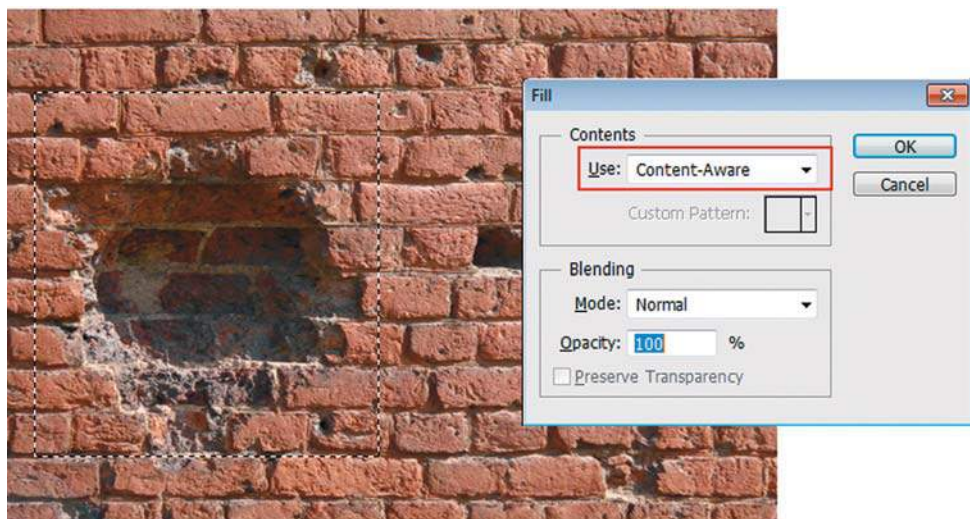 Fill
Contents
Use: Content-Aware
Custom Pattern:
Blending
Mode: Normal
Opacity: 100 %
Preserve Transparency
OK
Cancel